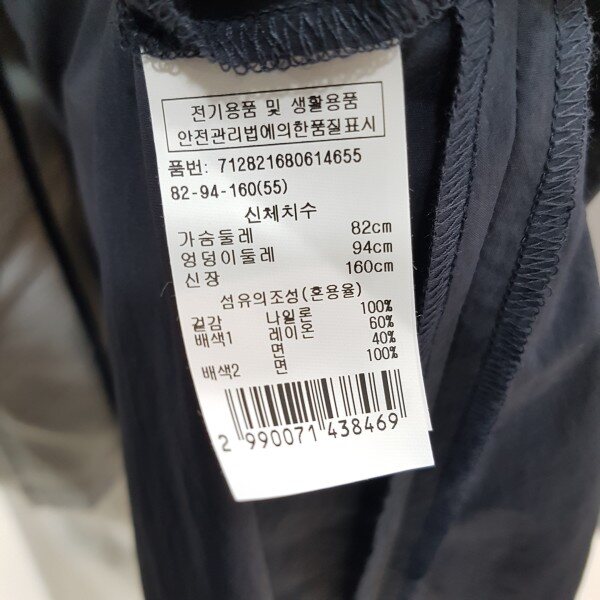 전기용품 및 생활용품
안전관리법에의한품질표시
품번: 712821680614655
82-94-160(55)
신체치수
가슴둘레 82cm
엉덩이둘레 94cm
신장 160cm
섬유의조성(혼용율)
겉감 나일론 100%
배색1 레이온 60%
면 40%
배색2 면 100%
2 990071 438469